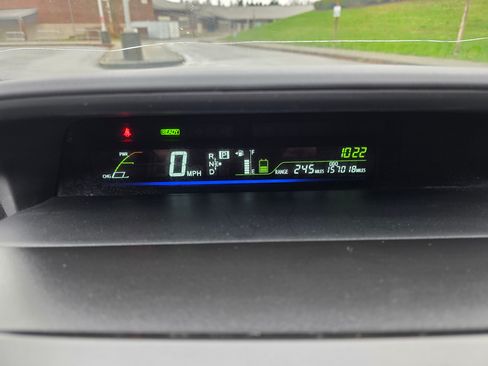 READY
PWR
CHG
0 MPH
R
N
D
P
F
E
10:22
ODO
RANGE 245 MILES 157018 MILES